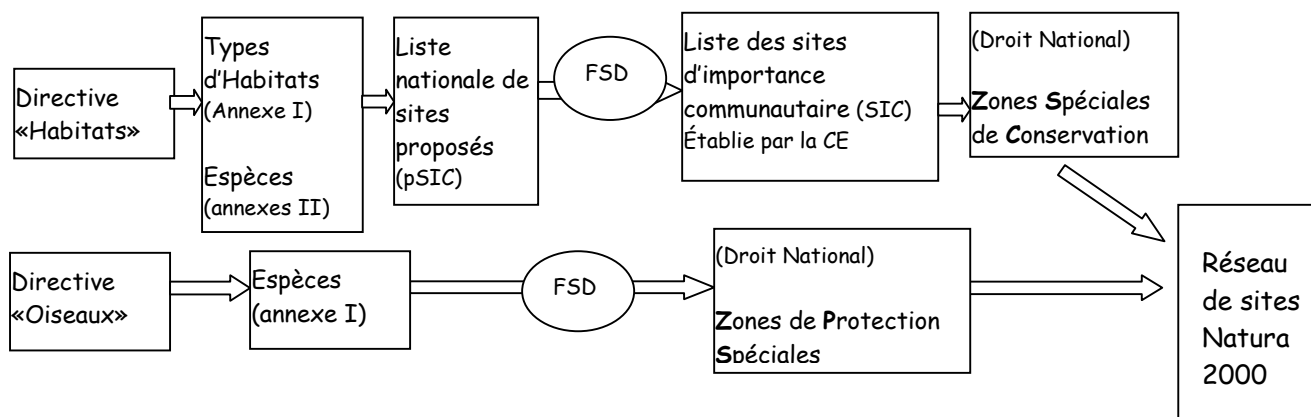 Directive
«Habitats»
Types
d’Habitats
(Annexe I)
Espèces
(annexes II)
Liste
nationale de
sites
proposés
(pSIC)
FSD
Liste des sites
d’importance
communautaire (SIC)
Établie par la CE
(Droit National)
Zones Spéciales
de Conservation
Directive
«Oiseaux»
Espèces
(annexe I)
FSD
(Droit National)
Zones de Protection
Spéciales
Réseau
de sites
Natura
2000